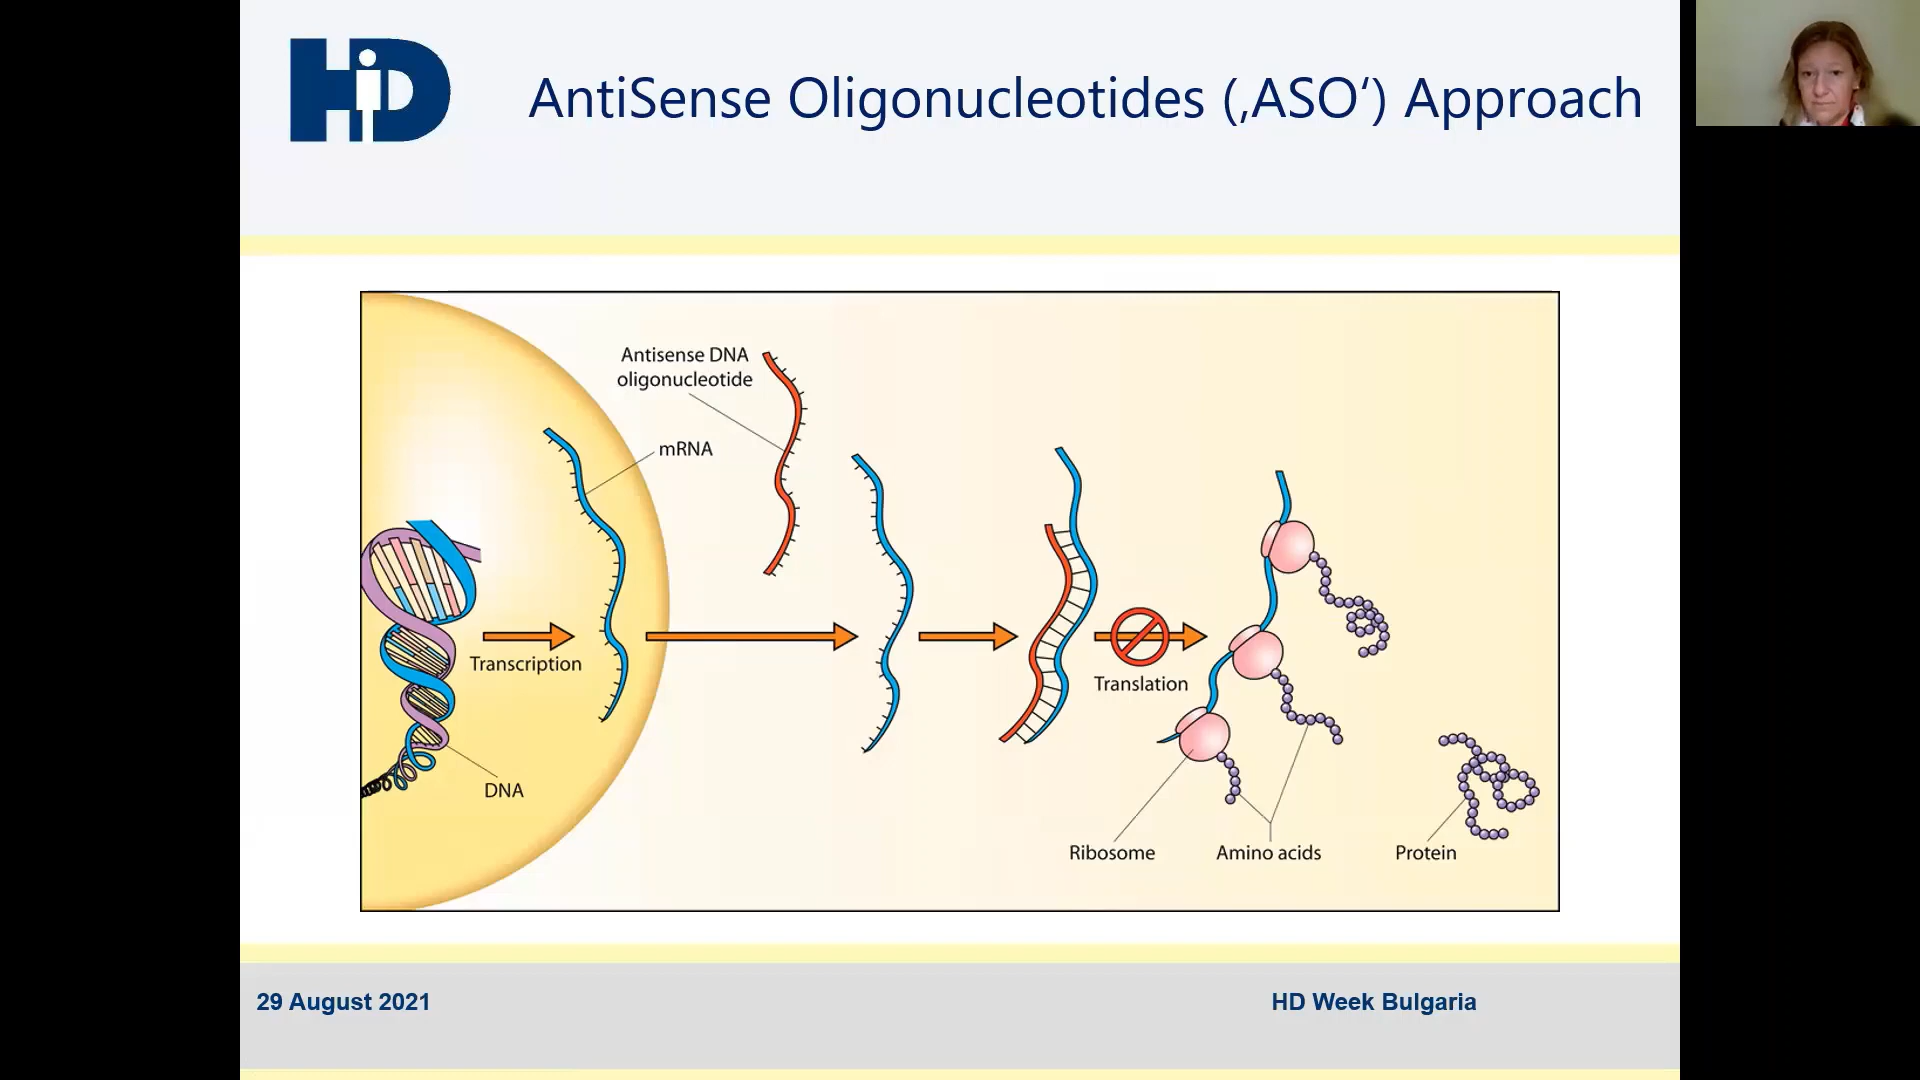 HiD
AntiSense Oligonucleotides (‚ASO‘) Approach
Antisense DNA
oligonucleotide
mRNA
Transcription
Translation
DNA
Ribosome
Amino acids
Protein
29 August 2021
HD Week Bulgaria